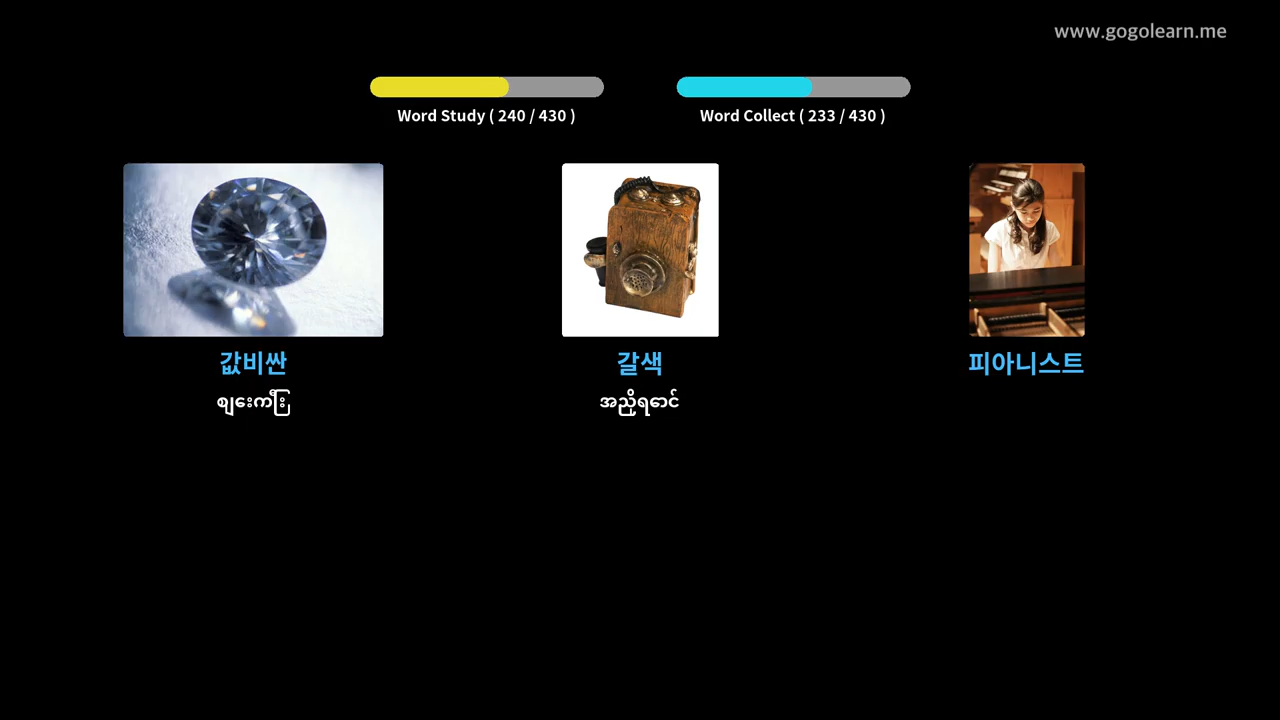 www.gogolearn.me
Word Study ( 240 / 430 )
Word Collect ( 233 / 430 )
값비싼
갈색
피아니스트
စျေးကြီး
အညိုရောင်